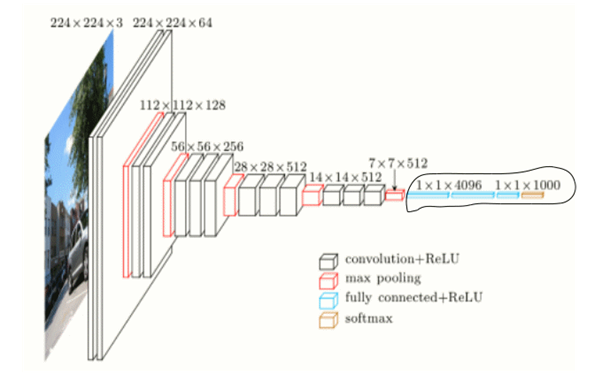 224×224×3 224×224×64
112×112×128
56×56×256
28×28×512
14×14×512
7×7×512
1×1×4096 1×1×1000
convolution+ReLU
max pooling
fully connected+ReLU
softmax